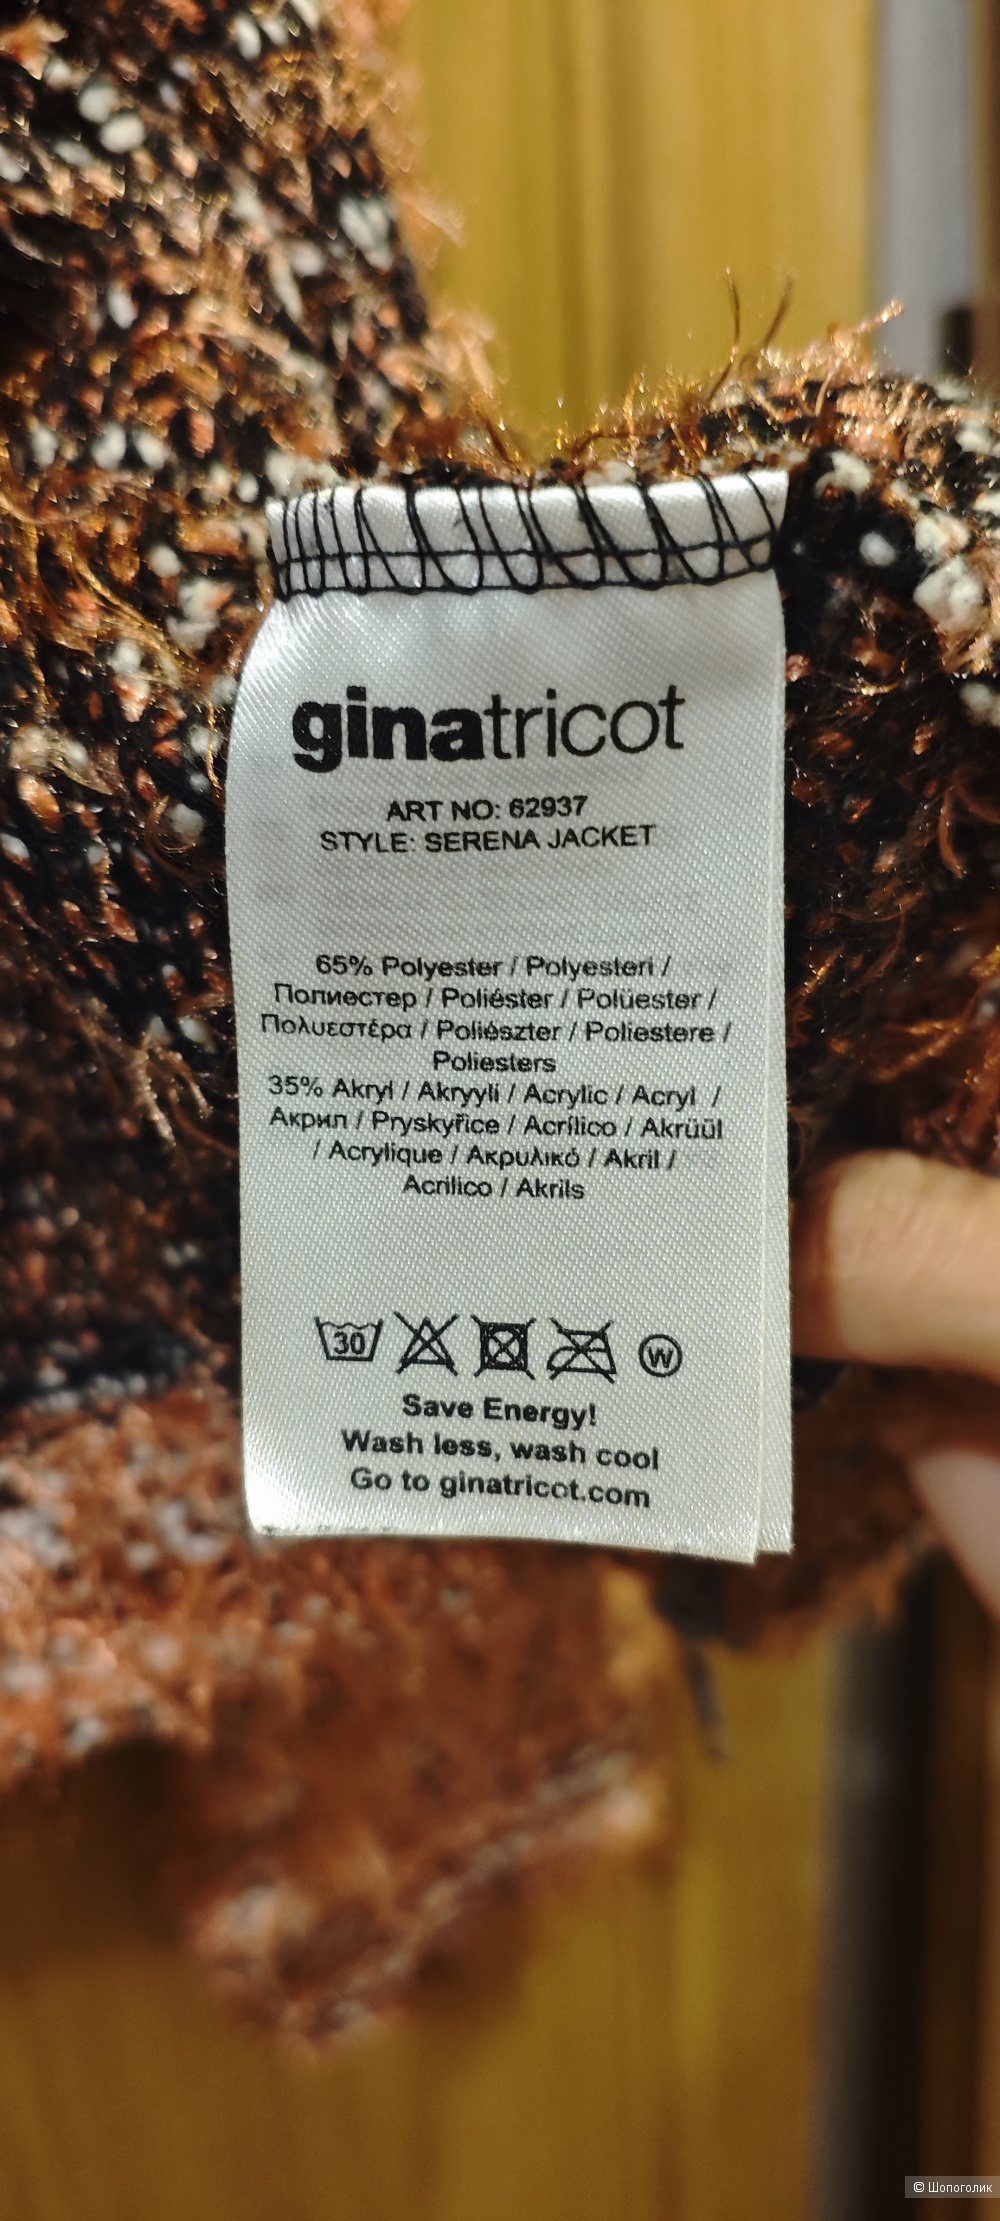 ginatricot
ART NO: 62937
STYLE: SERENA JACKET
65% Polyester / Polyesteri /
Полиестер / Poliéster / Polüester /
Πολυεστέρα / Poliészter / Poliestere /
Poliesters
35% Akryl / Akryyli / Acrylic / Acryl /
Акрил / Pryskyřice / Acrílico / Akrüül
/ Acrylique / Ακρυλικό / Akril /
Acrilico / Akrils
30
W
Save Energy!
Wash less, wash cool
Go to ginatricot.com
© Шопоголик